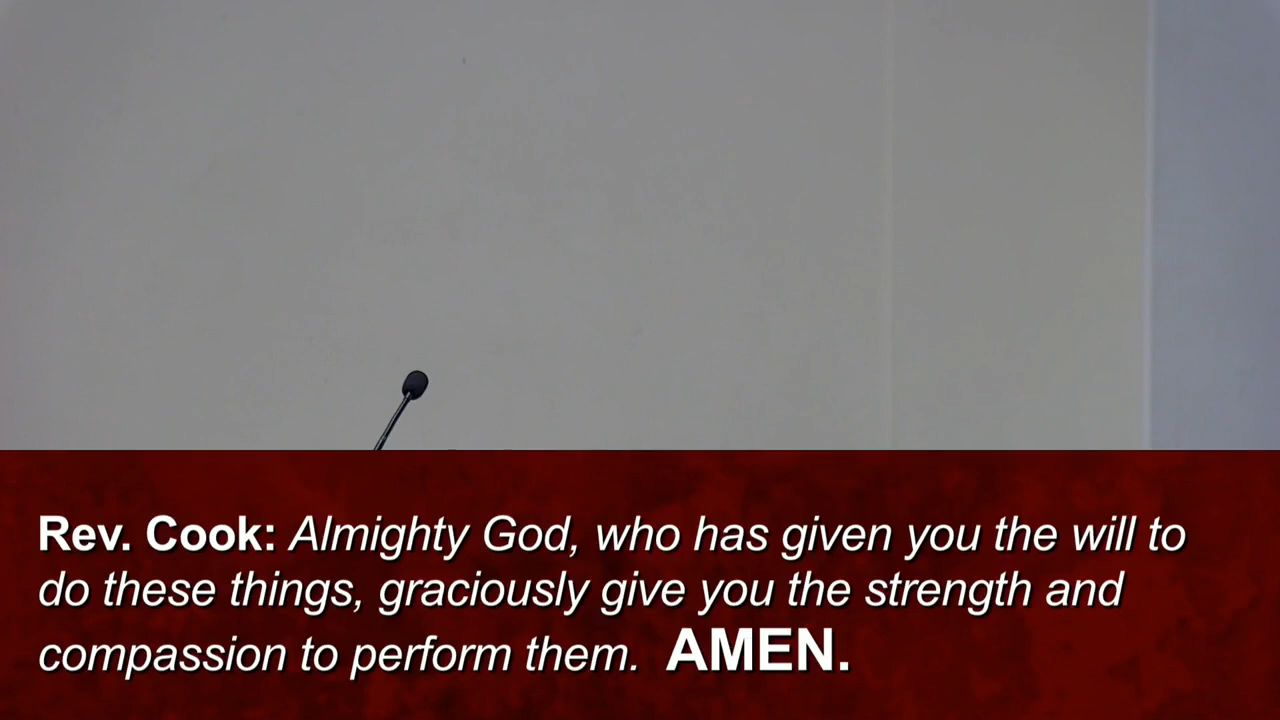 Rev. Cook: Almighty God, who has given you the will to
do these things, graciously give you the strength and
compassion to perform them. AMEN.